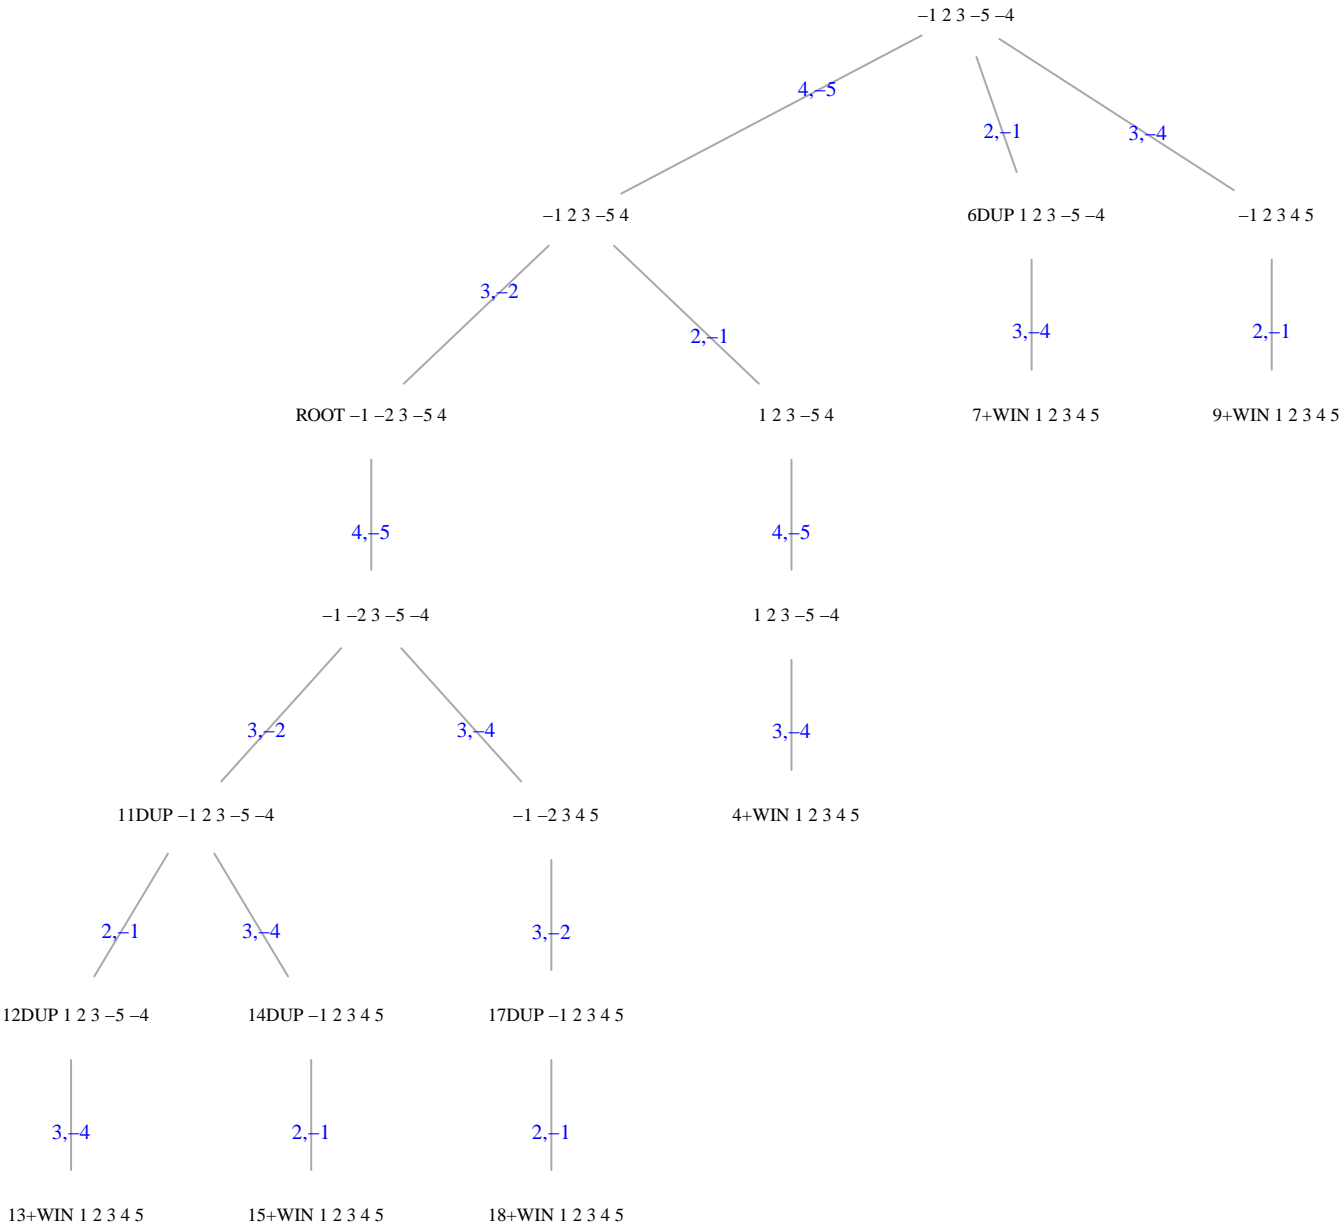 –1 2 3 –5 –4
4,–5
2,–1
3,–4
–1 2 3 –5 4
6DUP 1 2 3 –5 –4
–1 2 3 4 5
3,–2
2,–1
3,–4
2,–1
ROOT –1 –2 3 –5 4
1 2 3 –5 4
7+WIN 1 2 3 4 5
9+WIN 1 2 3 4 5
4,–5
4,–5
–1 –2 3 –5 –4
1 2 3 –5 –4
3,–2
3,–4
3,–4
11DUP –1 2 3 –5 –4
–1 –2 3 4 5
4+WIN 1 2 3 4 5
2,–1
3,–4
3,–2
12DUP 1 2 3 –5 –4
14DUP –1 2 3 4 5
17DUP –1 2 3 4 5
3,–4
2,–1
2,–1
13+WIN 1 2 3 4 5
15+WIN 1 2 3 4 5
18+WIN 1 2 3 4 5